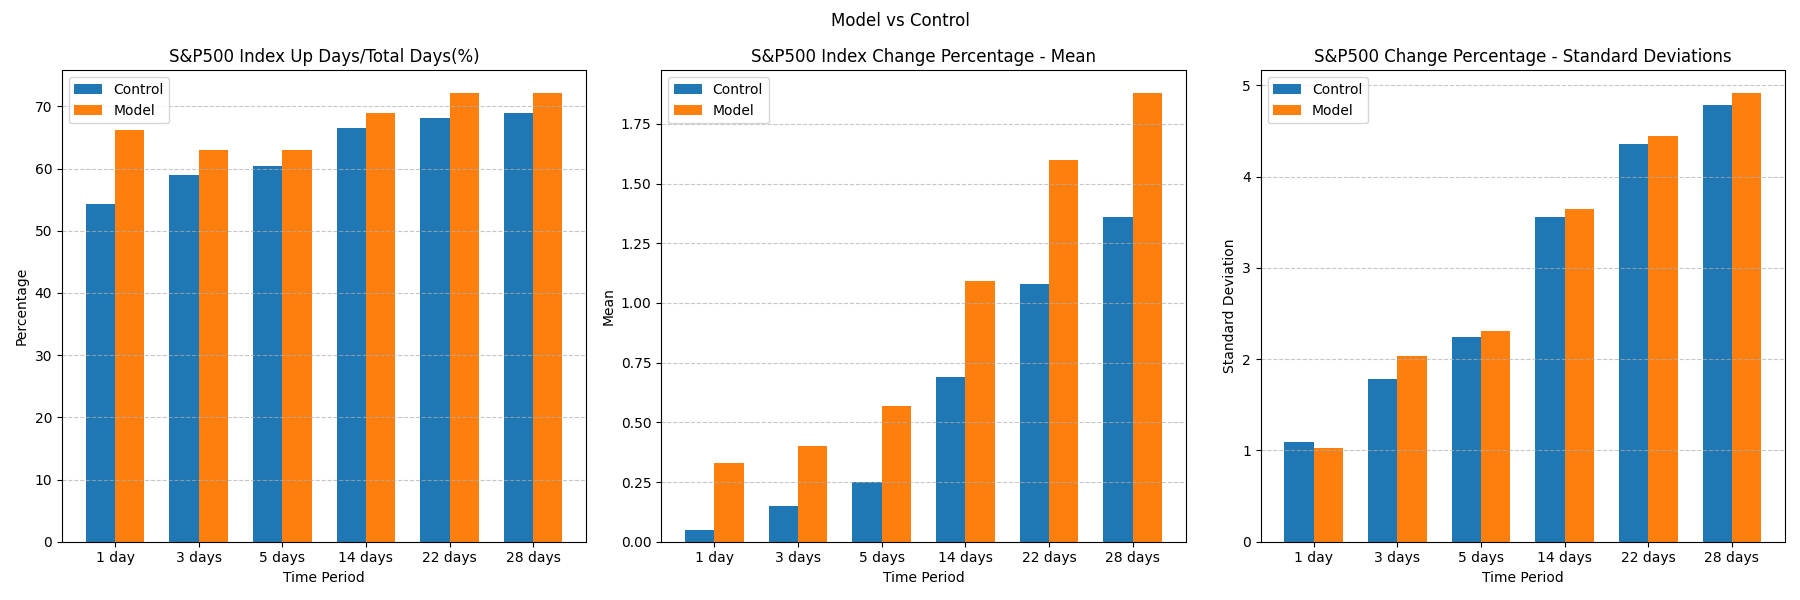 Model vs Control
S&P500 Index Up Days/Total Days(%)
Control
Model
70
60
50
40
30
20
10
0
Percentage
1 day 3 days 5 days 14 days 22 days 28 days
Time Period
S&P500 Index Change Percentage - Mean
Control
Model
1.75
1.50
1.25
1.00
0.75
0.50
0.25
0.00
Mean
1 day 3 days 5 days 14 days 22 days 28 days
Time Period
S&P500 Change Percentage - Standard Deviations
Control
Model
5
4
3
2
1
0
Standard Deviation
1 day 3 days 5 days 14 days 22 days 28 days
Time Period